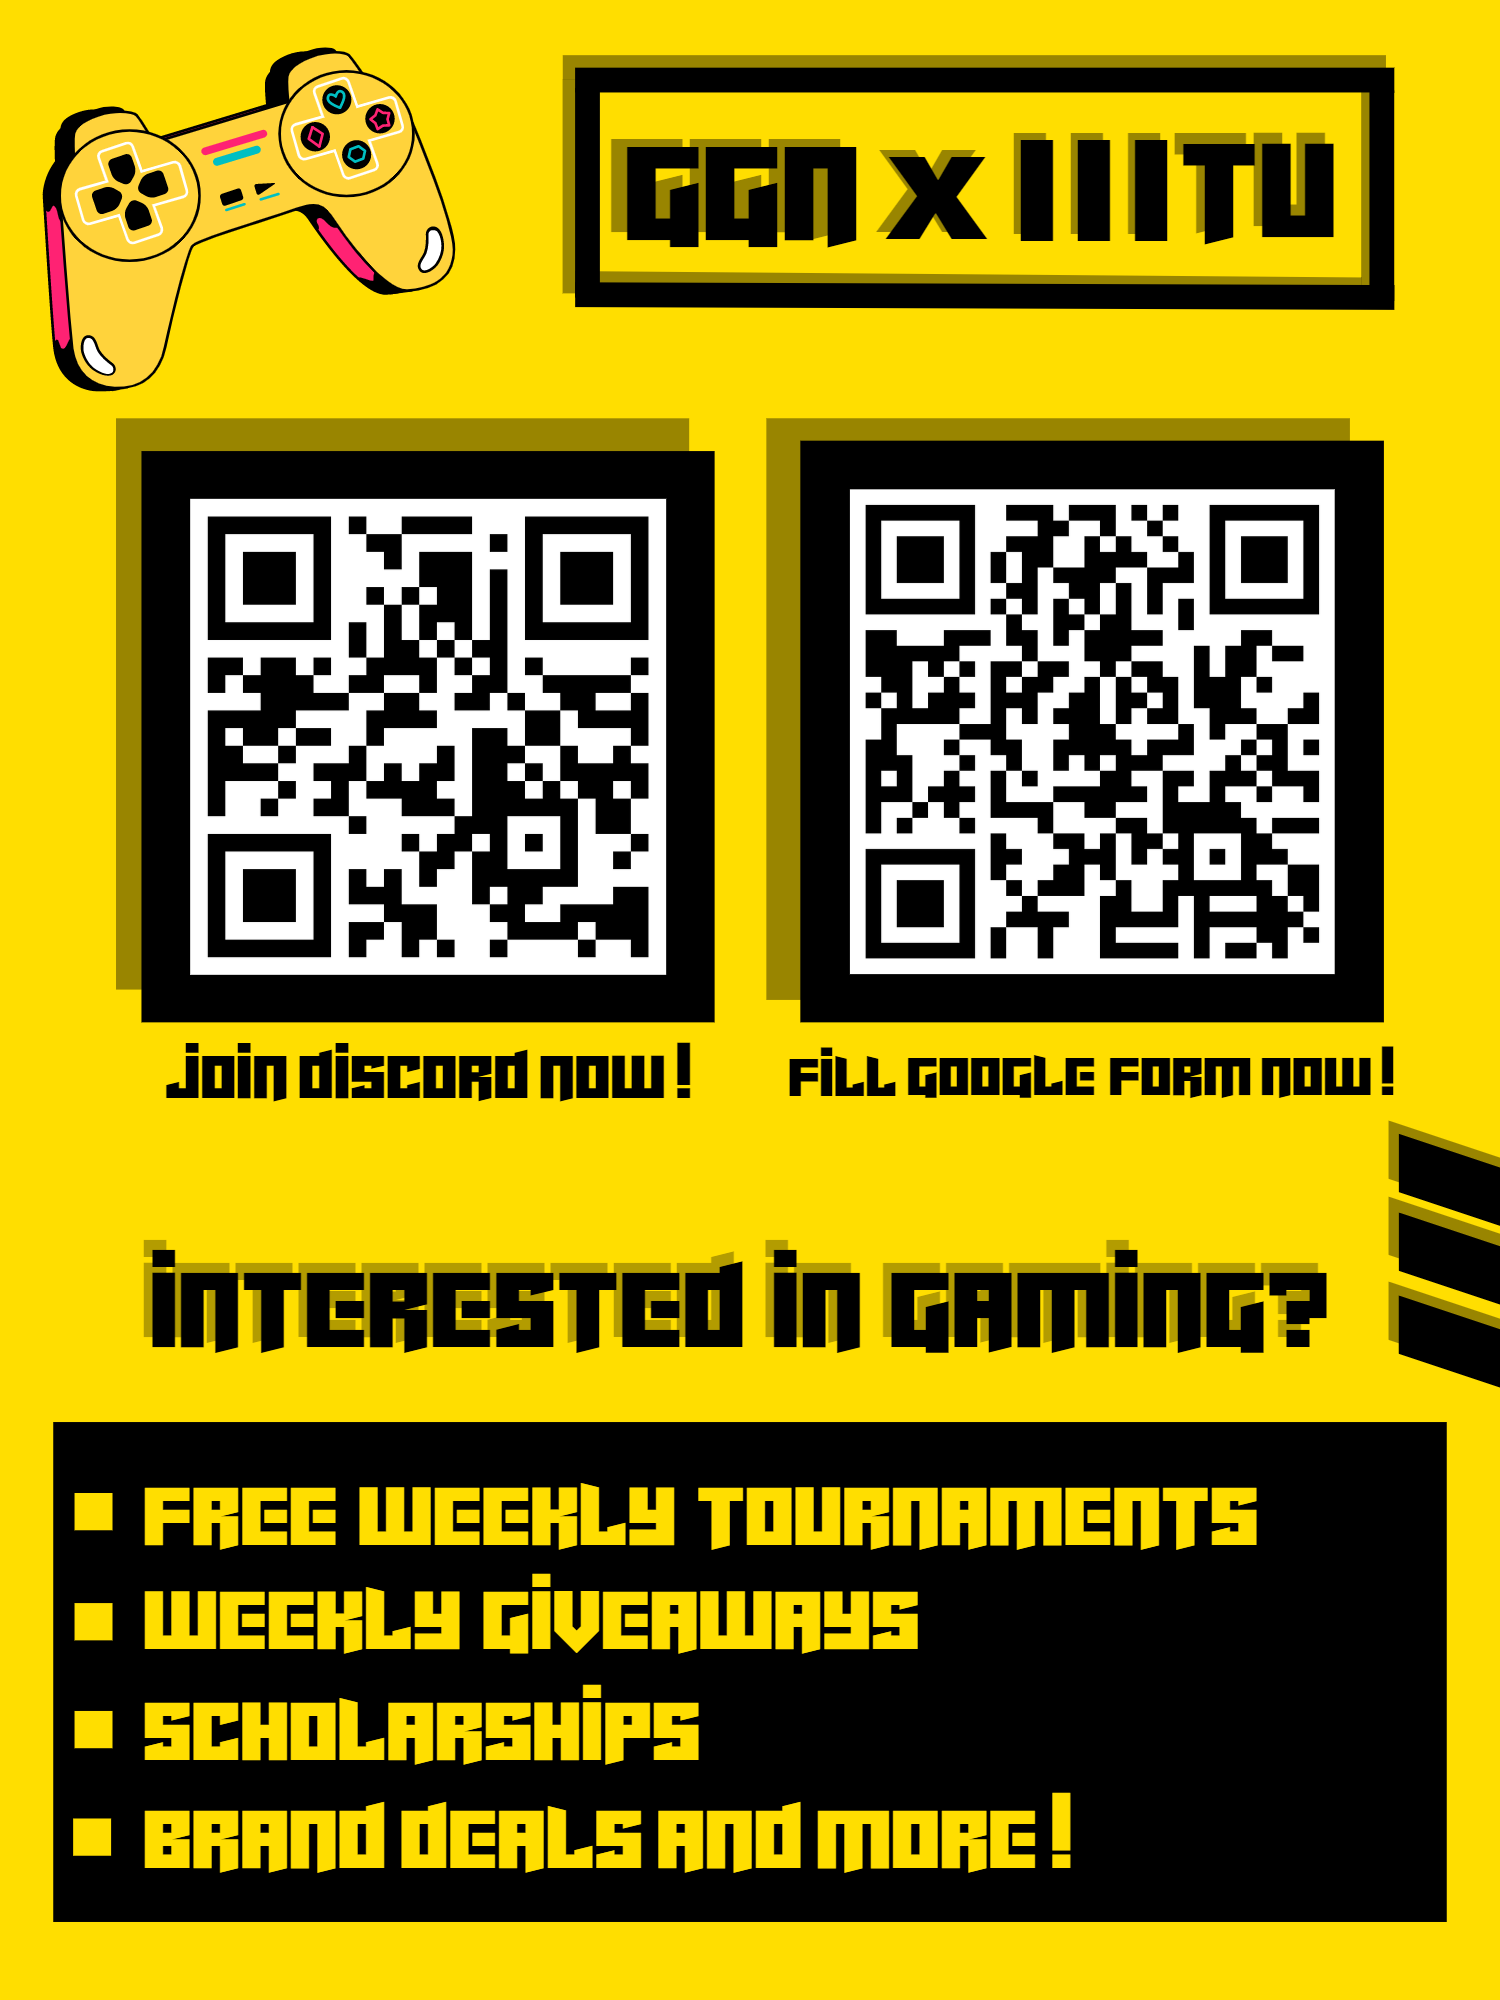 GGN x IIITU
Join discord now!
Fill Google form now!
Interested in gaming?
Free weekly tournaments
Weekly giveaways
Scholarships
Brand deals and more!